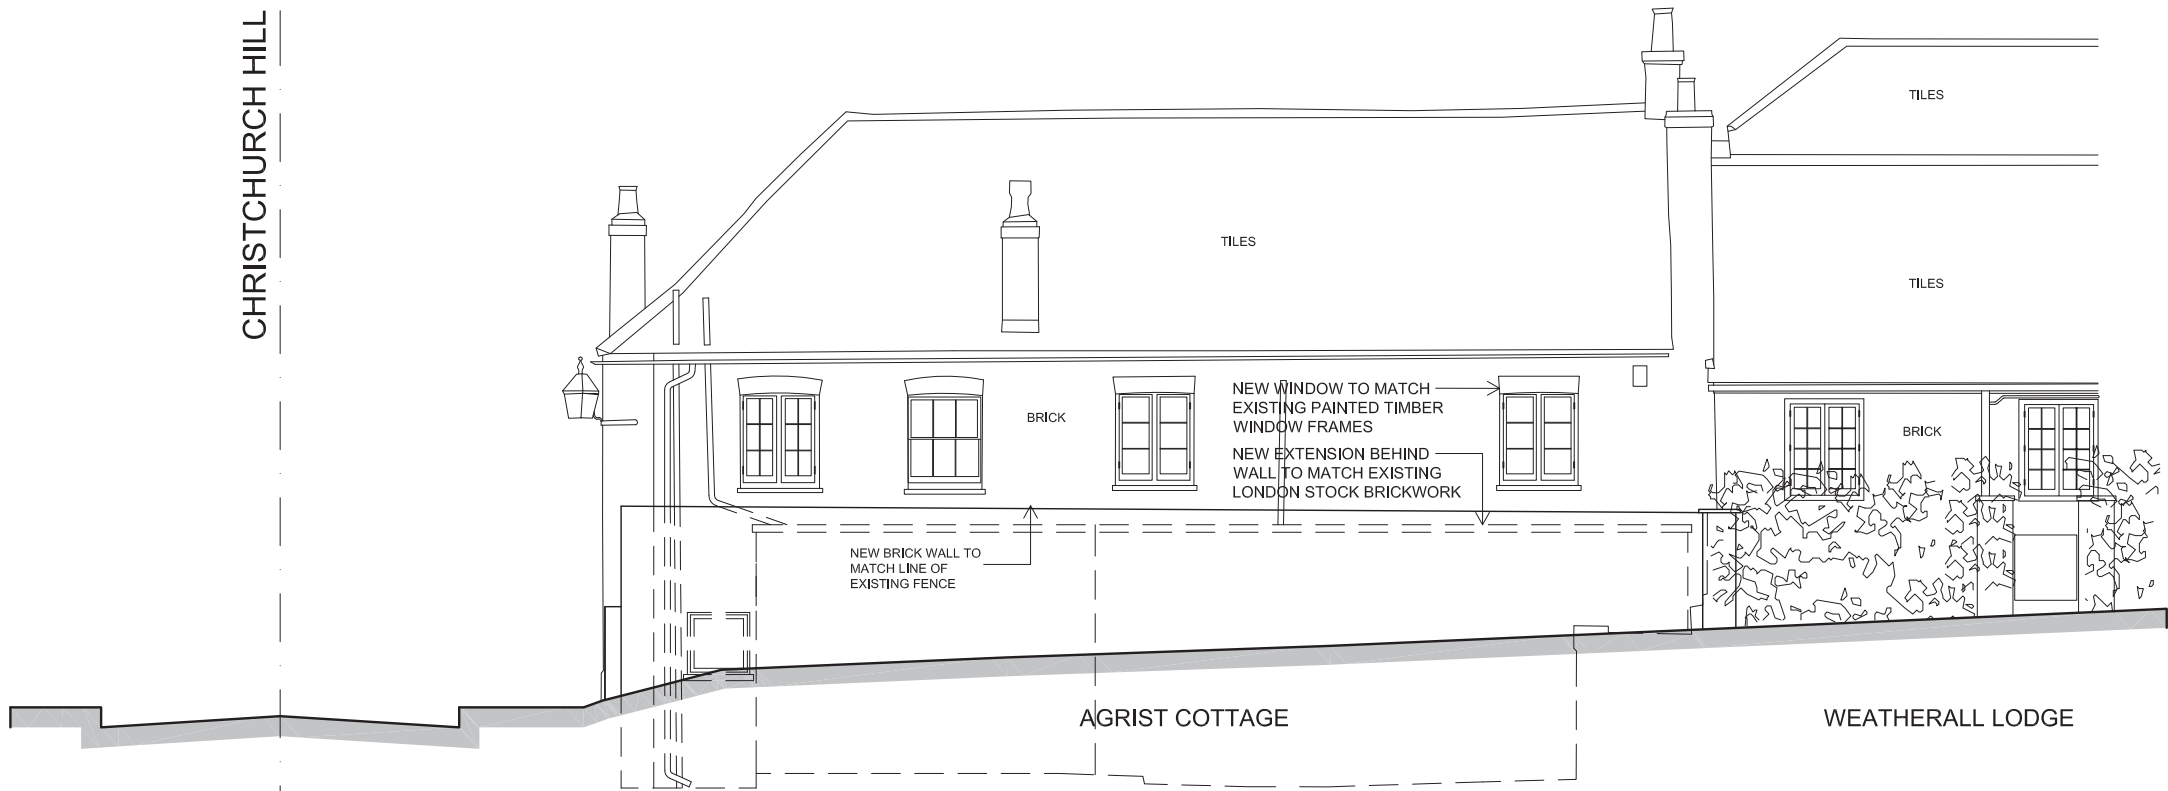 CHRISTCHURCH HILL
TILES
TILES
TILES
NEW WINDOW TO MATCH
EXISTING PAINTED TIMBER
WINDOW FRAMES
BRICK
BRICK
NEW EXTENSION BEHIND
WALL TO MATCH EXISTING
LONDON STOCK BRICKWORK
NEW BRICK WALL TO
MATCH LINE OF
EXISTING FENCE
AGRIST COTTAGE
WEATHERALL LODGE